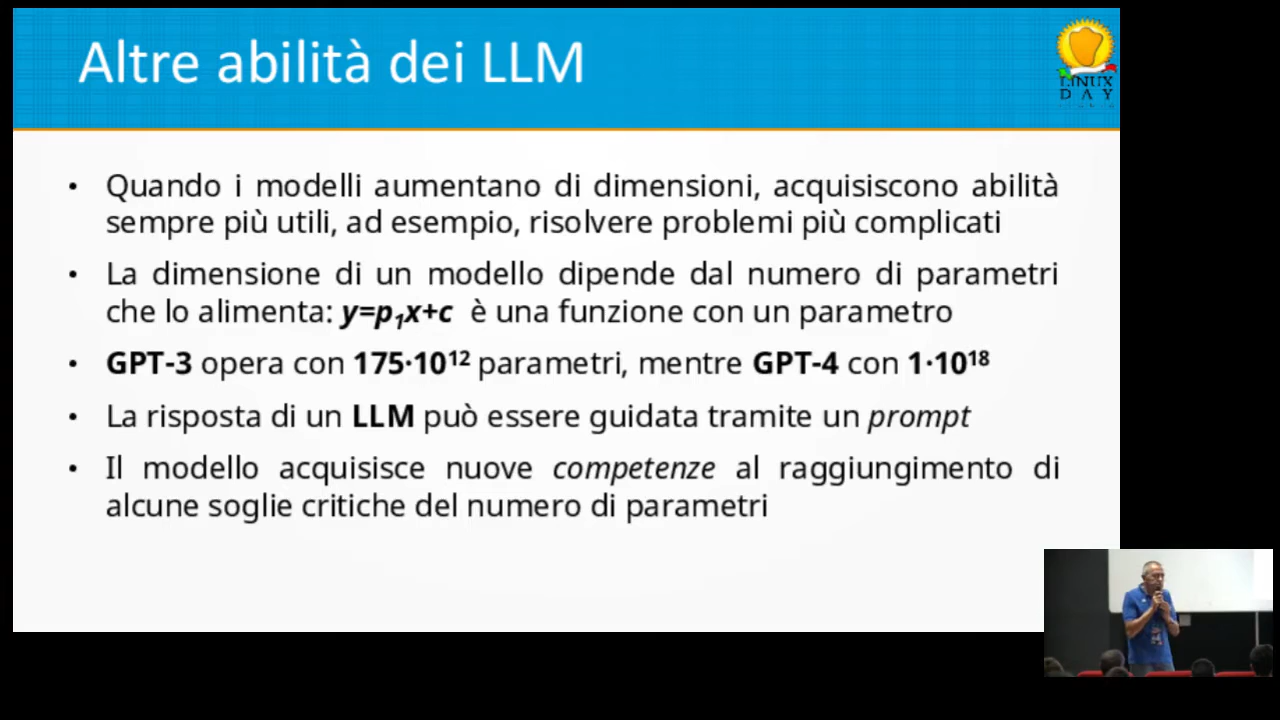 Altre abilità dei LLM
LINUX
DAY
• Quando i modelli aumentano di dimensioni, acquisiscono abilità
sempre più utili, ad esempio, risolvere problemi più complicati
• La dimensione di un modello dipende dal numero di parametri
che lo alimenta: y=p₁x+c è una funzione con un parametro
• GPT-3 opera con 175·10¹² parametri, mentre GPT-4 con 1·10¹⁸
• La risposta di un LLM può essere guidata tramite un prompt
• Il modello acquisisce nuove competenze al raggiungimento di
alcune soglie critiche del numero di parametri